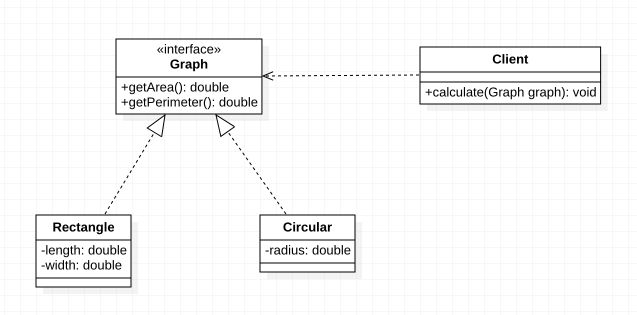 «interface»
Graph
+getArea(): double
+getPerimeter(): double
Client
+calculate(Graph graph): void
Rectangle
-length: double
-width: double
Circular
-radius: double